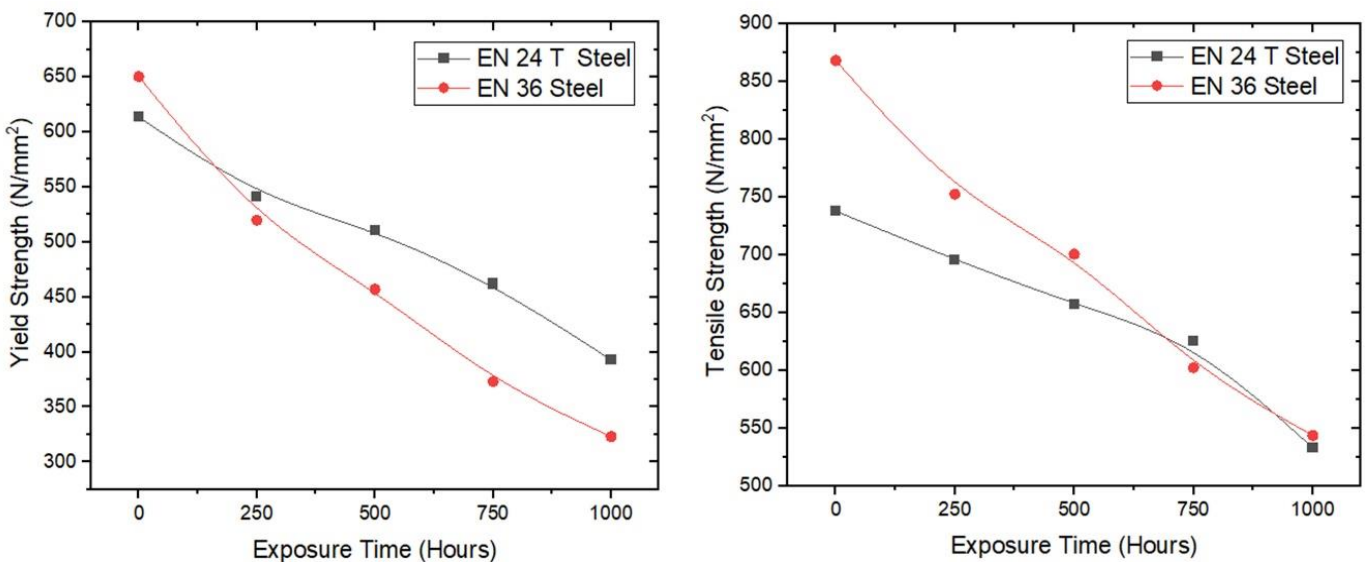 700
650
600
550
500
450
400
350
300
Yield Strength (N/mm²)
EN 24 T Steel
EN 36 Steel
0 250 500 750 1000
Exposure Time (Hours)
900
850
800
750
700
650
600
550
500
Tensile Strength (N/mm²)
EN 24 T Steel
EN 36 Steel
0 250 500 750 1000
Exposure Time (Hours)